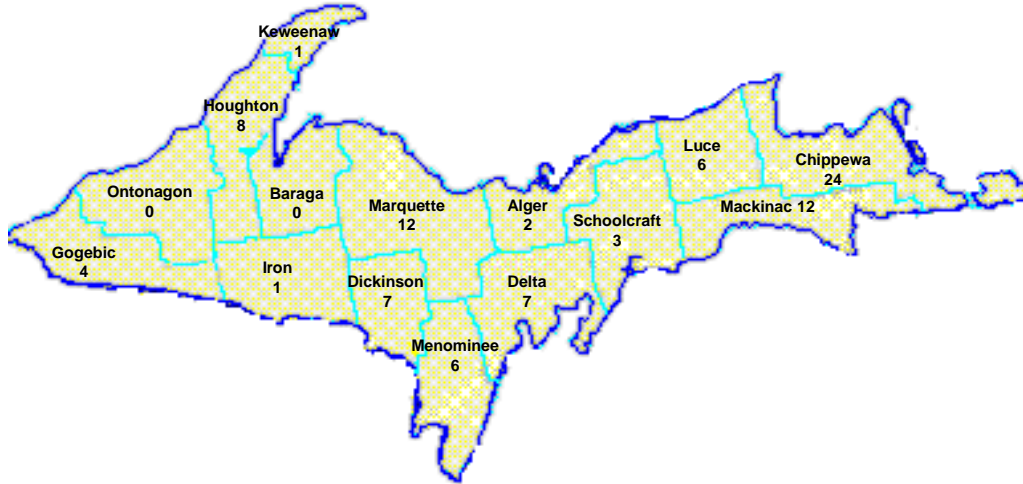 Keweenaw
1
Houghton
8
Luce
6
Chippewa
24
Ontonagon
0
Baraga
0
Marquette
12
Alger
2
Schoolcraft
3
Mackinac 12
Gogebic
4
Iron
1
Dickinson
7
Delta
7
Menominee
6